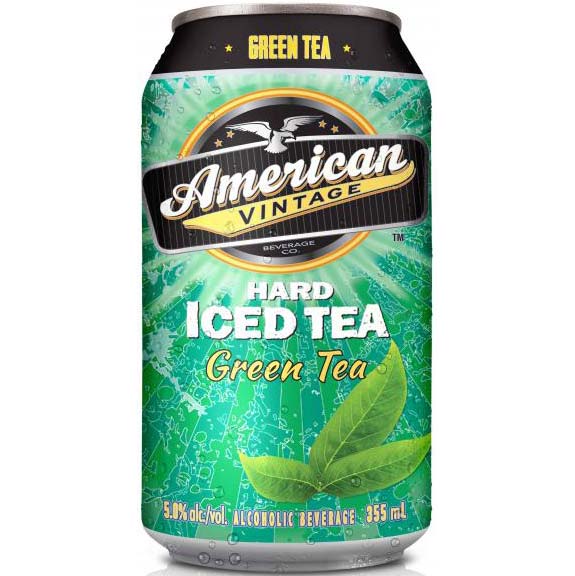 GREEN TEA
American
VINTAGE
TM
BEVERAGE
CO.
HARD
ICED TEA
Green Tea
5.0% alc./vol. ALCOHOLIC BEVERAGE 355 mL